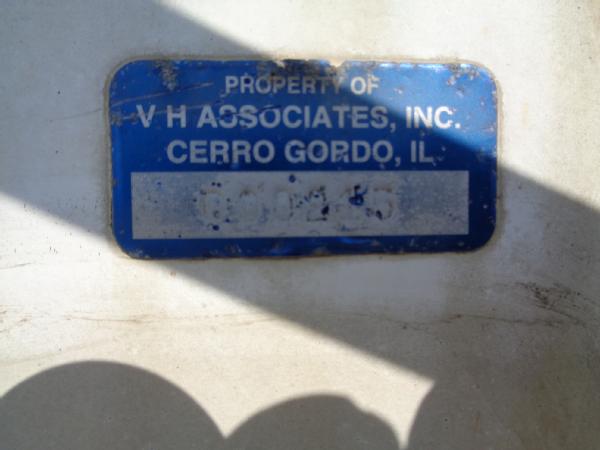 PROPERTY OF
V H ASSOCIATES, INC.
CERRO GORDO, IL